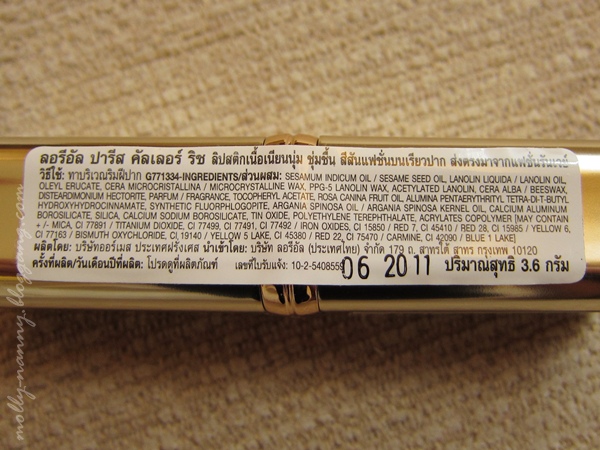 ลอรีอัล ปารีส คัลเลอร์ ริช ลิปสติกเนื้อเนียนนุ่ม ชุ่มชื้น สีสันแฟชั่นบนเรียวปาก ส่งตรงมาจากแฟชั่นรันเวย์
วิธีใช้: ทาบริเวณริมฝีปาก G771334-INGREDIENTS/ส่วนผสม: SESAMUM INDICUM OIL / SESAME SEED OIL, LANOLIN LIQUIDA / LANOLIN OIL,
OLEYL ERUCATE, CERA MICROCRISTALLINA / MICROCRYSTALLINE WAX, PPG-5 LANOLIN WAX, ACETYLATED LANOLIN, CERA ALBA / BEESWAX,
DISTEARDIMONIUM HECTORITE, PARFUM / FRAGRANCE, TOCOPHERYL ACETATE, ROSA CANINA FRUIT OIL, ALUMINA PENTAERYTHRITYL TETRA-DI-T-BUTYL
HYDROXYHYDROCINNAMATE, SYNTHETIC FLUORPHLOGOPITE, ARGANIA SPINOSA OIL / ARGANIA SPINOSA KERNEL OIL, CALCIUM ALUMINUM
BOROSILICATE, SILICA, CALCIUM SODIUM BOROSILICATE, TIN OXIDE, POLYETHYLENE TEREPHTHALATE, ACRYLATES COPOLYMER [MAY CONTAIN
+ -/ -MICA, CI 77891 / TITANIUM DIOXIDE, CI 77499, CI 77491, CI 77492 / IRON OXIDES, CI 15850 / RED 7, CI 45410 / RED 28, CI 15985 / YELLOW 6,
CI 77163 / BISMUTH OXYCHLORIDE, CI 19140 / YELLOW 5 LAKE, CI 45380 / RED 22, CI 75470 / CARMINE, CI 42090 / BLUE 1 LAKE]
ผลิตโดย: บริษัทออร์เมส ประเทศฝรั่งเศส นำเข้าโดย: บริษัท ลอรีอัล (ประเทศไทย) จำกัด 179 ถ. สาทรใต้ สาทร กรุงเทพ 10120
ครั้งที่ผลิต/วันเดือนปีที่ผลิต: โปรดดูที่ผลิตภัณฑ์ เลขที่ใบรับแจ้ง: 10-2-5408559 06 2011 ปริมาณสุทธิ 3.6 กรัม
molly-nanny.blogspot